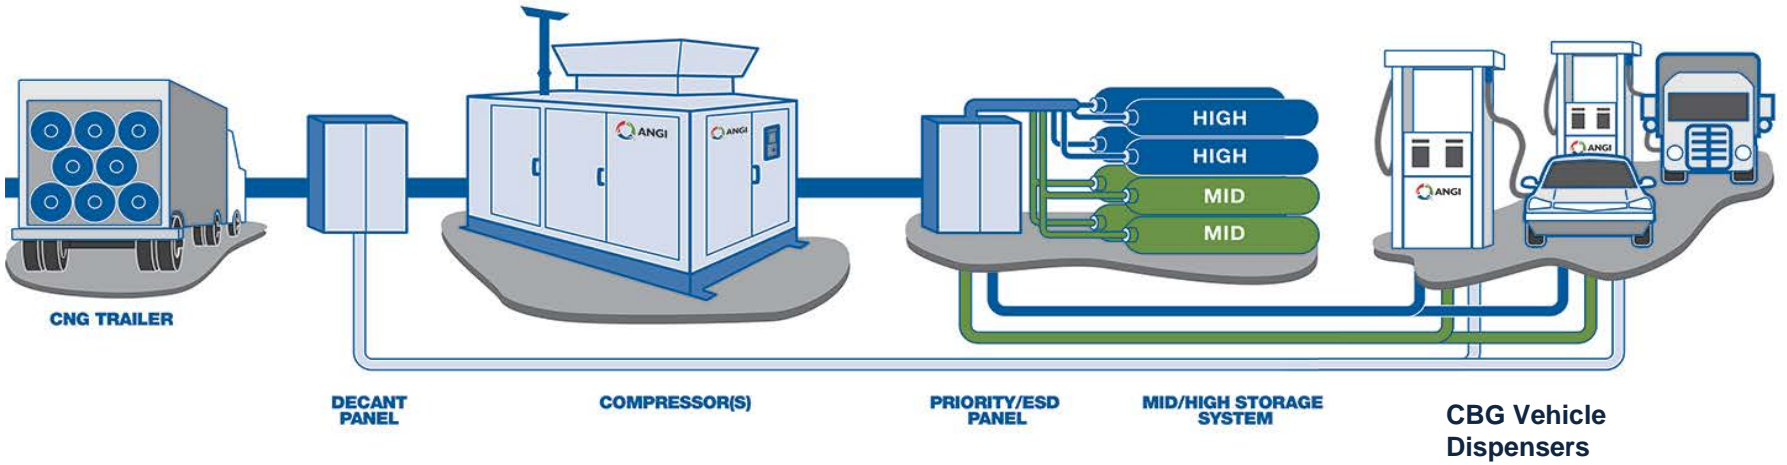 ANGI
ANGI
HIGH
HIGH
MID
MID
ANGI
ANGI
CNG TRAILER
DECANT
PANEL
COMPRESSOR(S)
PRIORITY/ESD
PANEL
MID/HIGH STORAGE
SYSTEM
CBG Vehicle
Dispensers